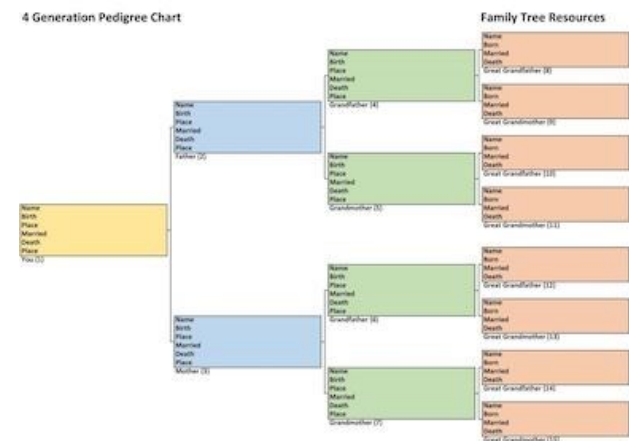 4 Generation Pedigree Chart
Family Tree Resources
Name
Birth
Place
Married
Death
Place
You (1)
Name
Birth
Place
Married
Death
Place
Father (2)
Name
Birth
Place
Married
Death
Place
Mother (3)
Name
Birth
Place
Married
Death
Place
Grandfather (4)
Name
Birth
Place
Married
Death
Place
Grandmother (5)
Name
Birth
Place
Married
Death
Place
Grandfather (6)
Name
Birth
Place
Married
Death
Place
Grandmother (7)
Name
Born
Married
Death
Great Grandfather (8)
Name
Born
Married
Death
Great Grandmother (9)
Name
Born
Married
Death
Great Grandfather (10)
Name
Born
Married
Death
Great Grandmother (11)
Name
Born
Married
Death
Great Grandfather (12)
Name
Born
Married
Death
Great Grandmother (13)
Name
Born
Married
Death
Great Grandfather (14)
Name
Born
Married
Death
Great Grandmother (15)